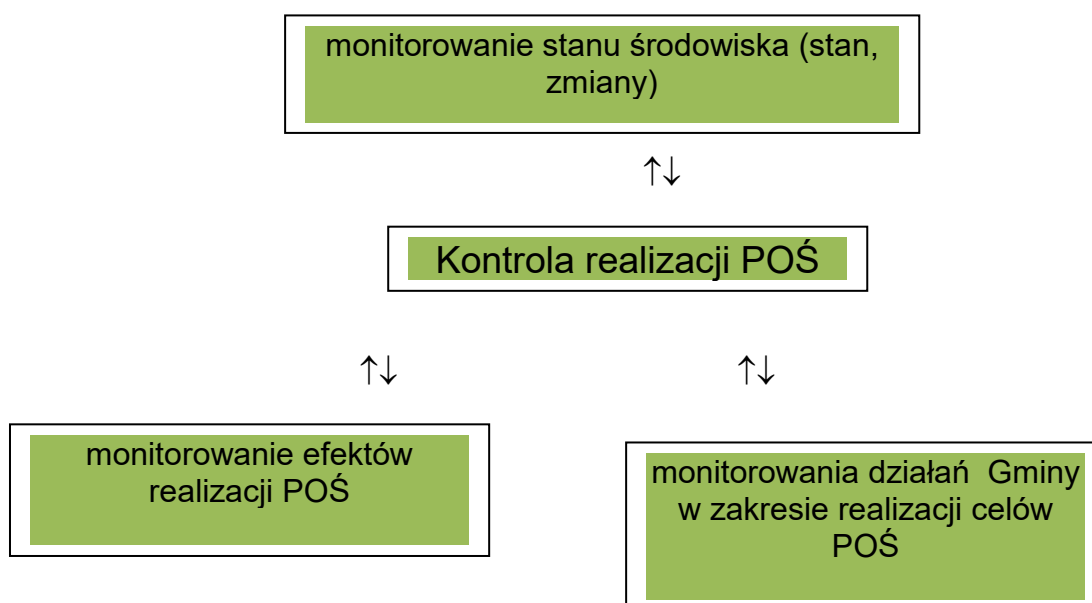 monitorowanie stanu środowiska (stan,
zmiany)
↑↓
Kontrola realizacji POŚ
↑↓ ↑↓
monitorowanie efektów
realizacji POŚ
monitorowania działań  Gminy
w zakresie realizacji celów
POŚ